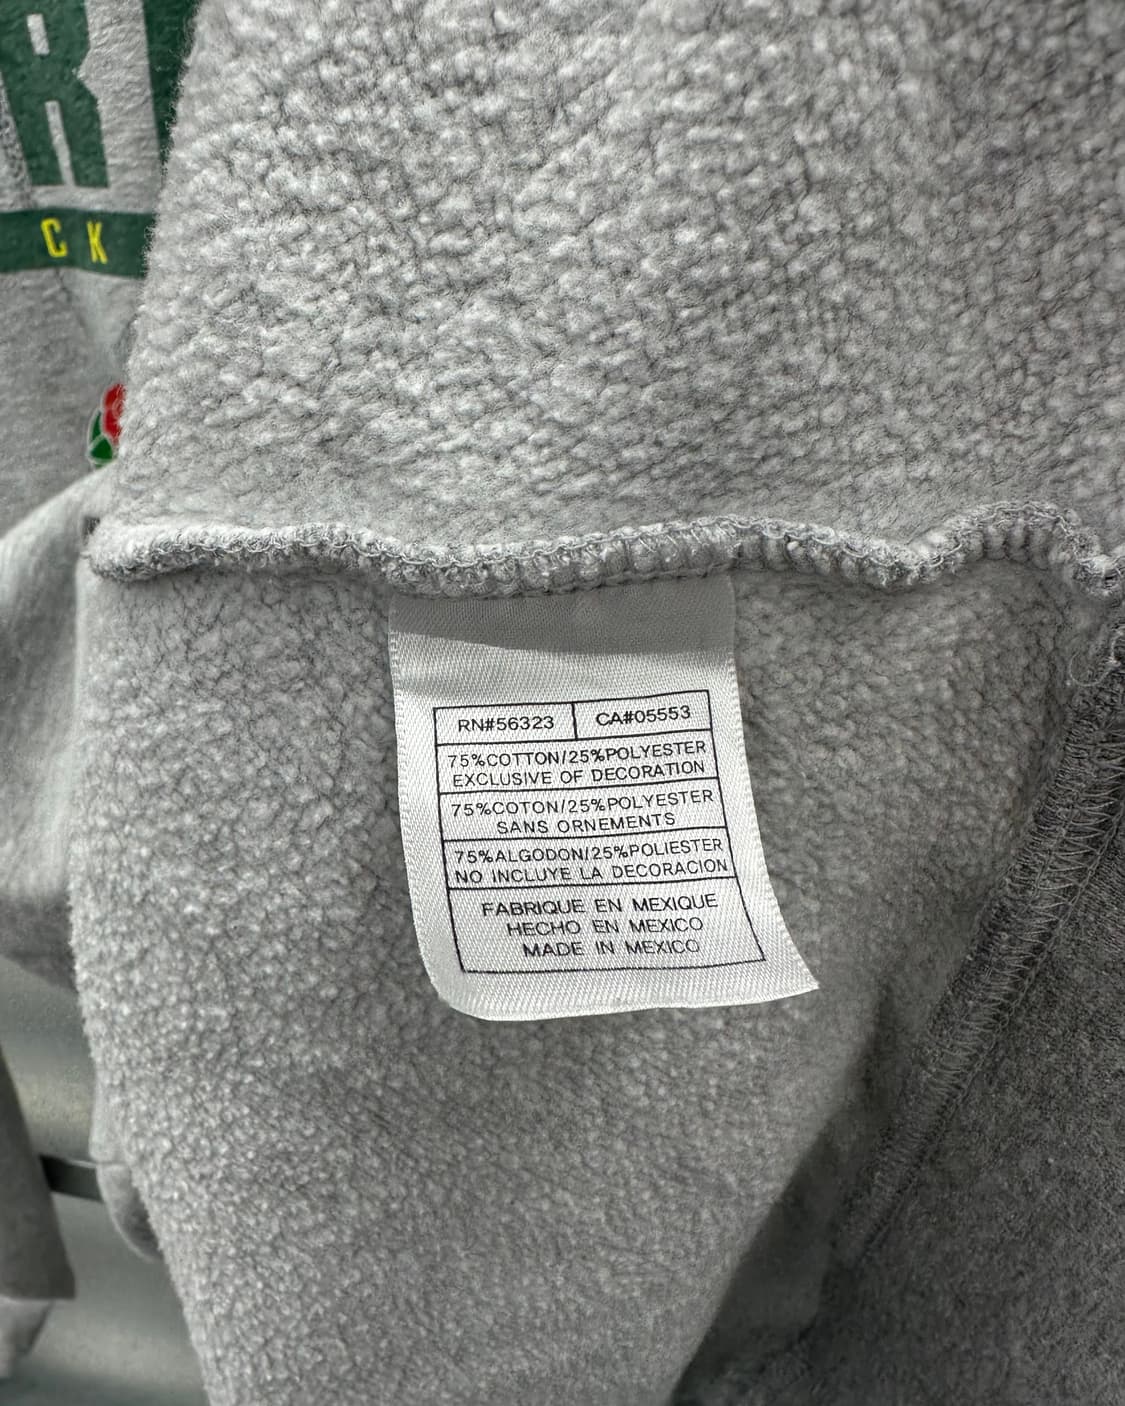 R
CK
RN#56323 CA#05553
75%COTTON/25%POLYESTER
EXCLUSIVE OF DECORATION
75%COTON/25%POLYESTER
SANS ORNEMENTS
75%ALGODON/25%POLIESTER
NO INCLUYE LA DECORACION
FABRIQUE EN MEXIQUE
HECHO EN MEXICO
MADE IN MEXICO